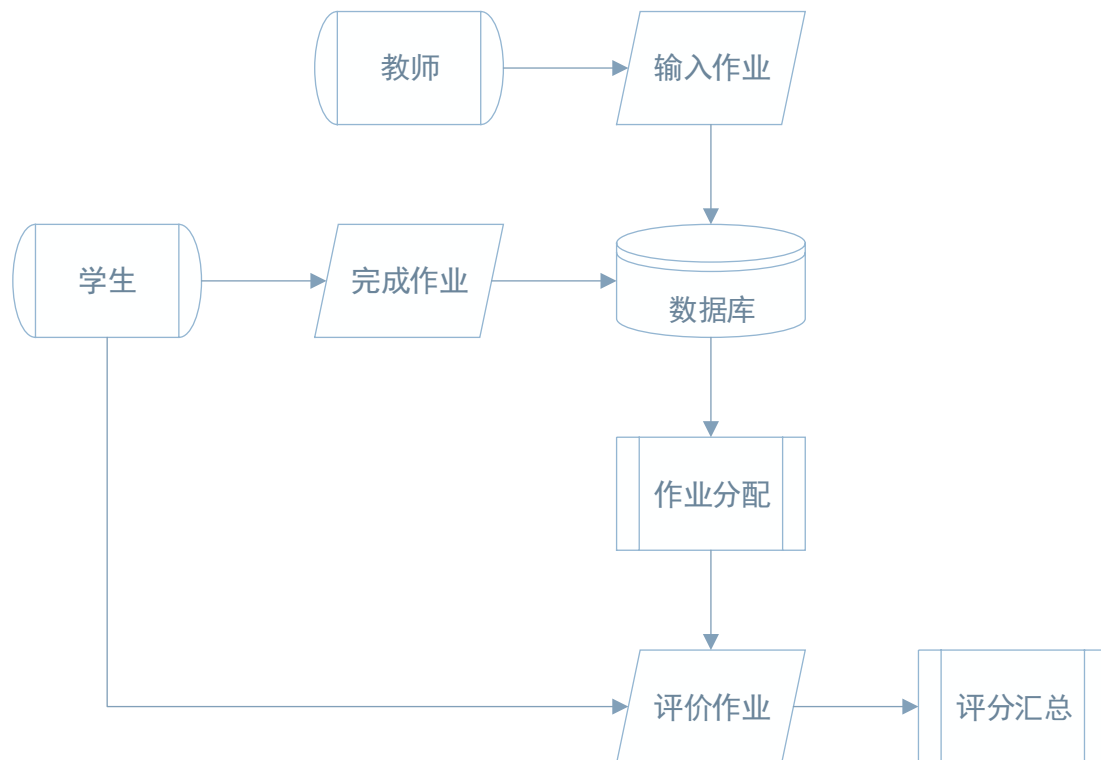 教师
输入作业
学生
完成作业
数据库
作业分配
评价作业
评分汇总